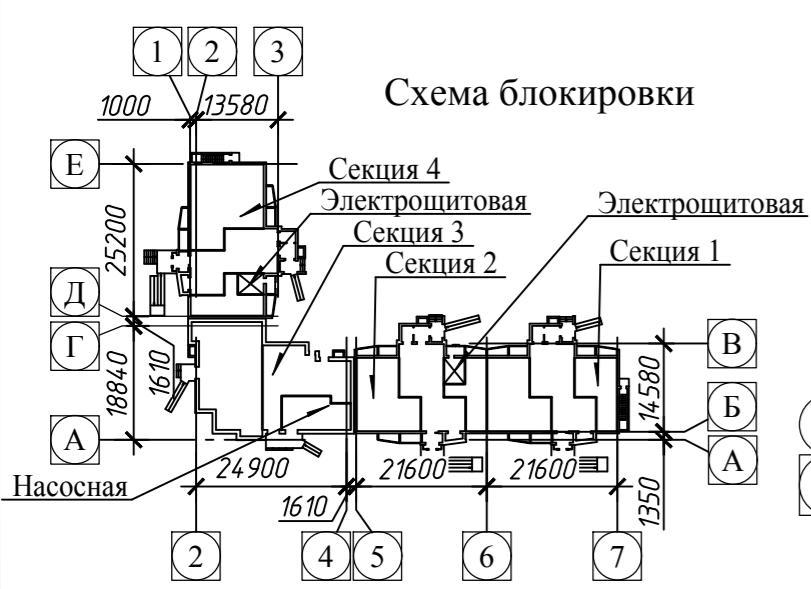 1 2 3
1000 13580
Схема блокировки
Е
Секция 4
Электрощитовая
Электрощитовая
Секция 3
Секция 2
Секция 1
25200
Д
Г
1610
18840
В
14580
Б
А
А
24900
21600
21600
Насосная
1610
1350
2 4 5 6 7